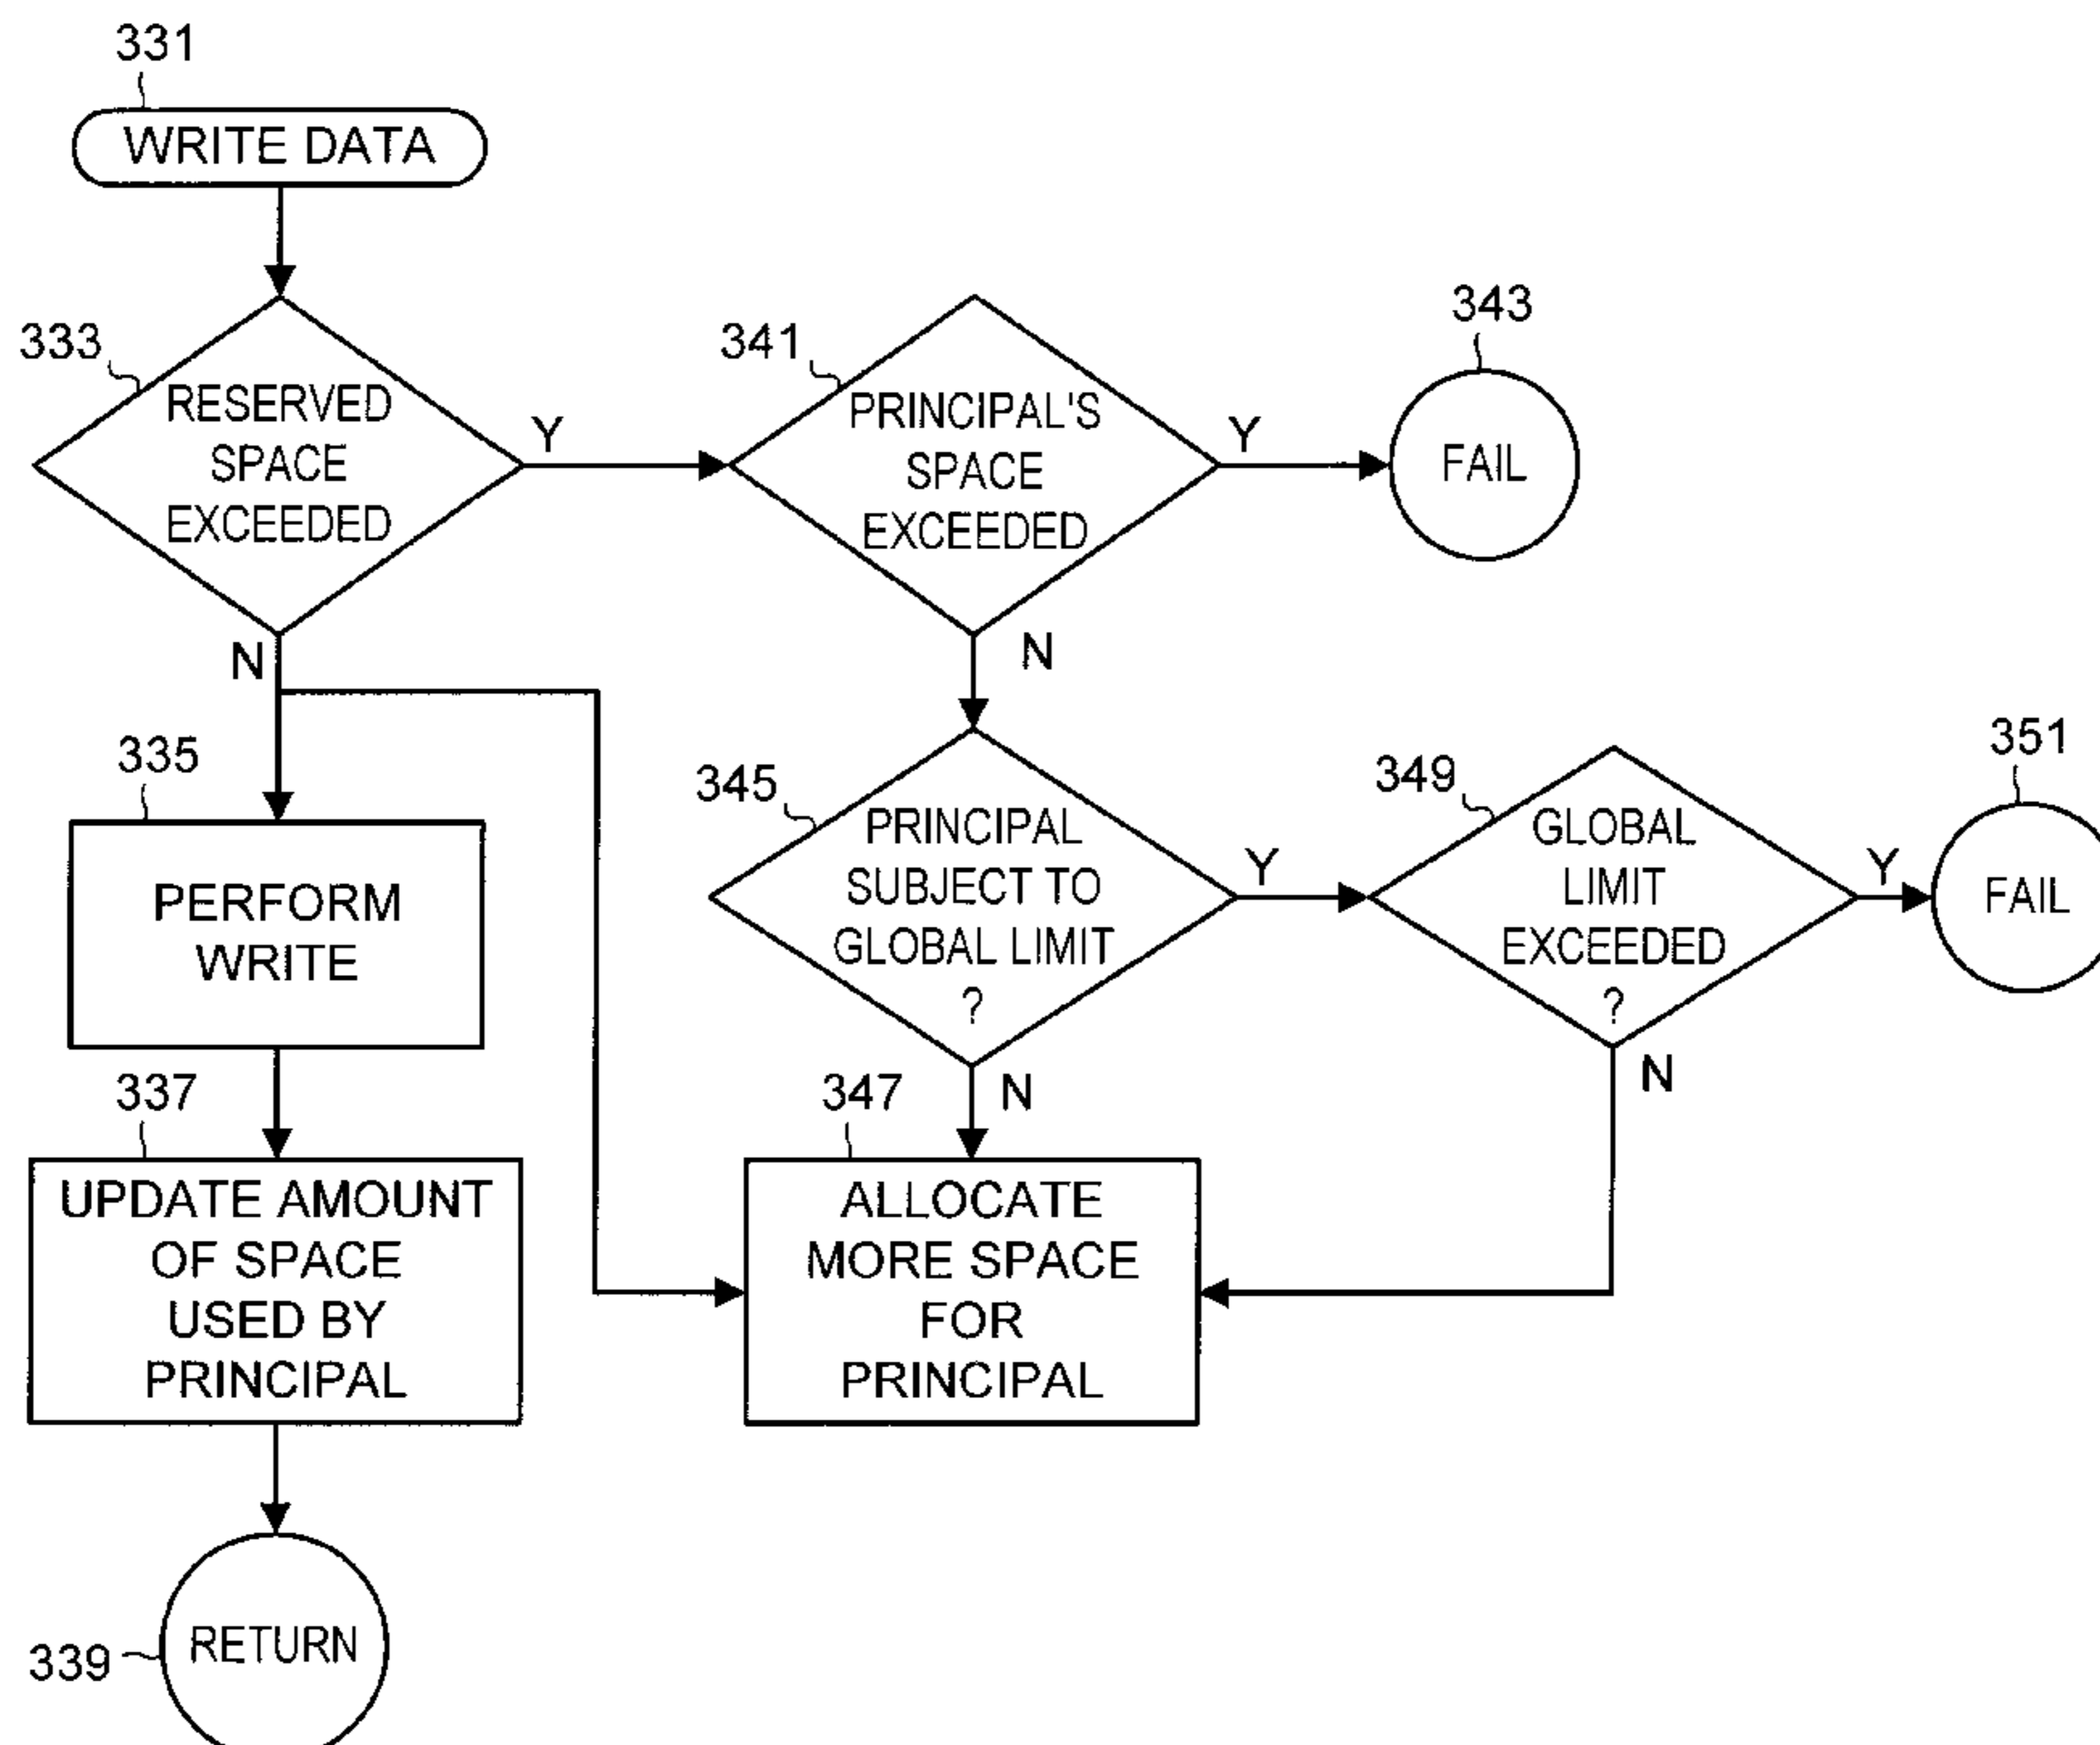 331
WRITE DATA
333
RESERVED
SPACE
EXCEEDED
Y
N
341
PRINCIPAL'S
SPACE
EXCEEDED
Y
N
343
FAIL
335
PERFORM
WRITE
345
PRINCIPAL
SUBJECT TO
GLOBAL LIMIT
?
Y
N
349
GLOBAL
LIMIT
EXCEEDED
?
Y
N
351
FAIL
337
UPDATE AMOUNT
OF SPACE
USED BY
PRINCIPAL
347
ALLOCATE
MORE SPACE
FOR
PRINCIPAL
339
RETURN